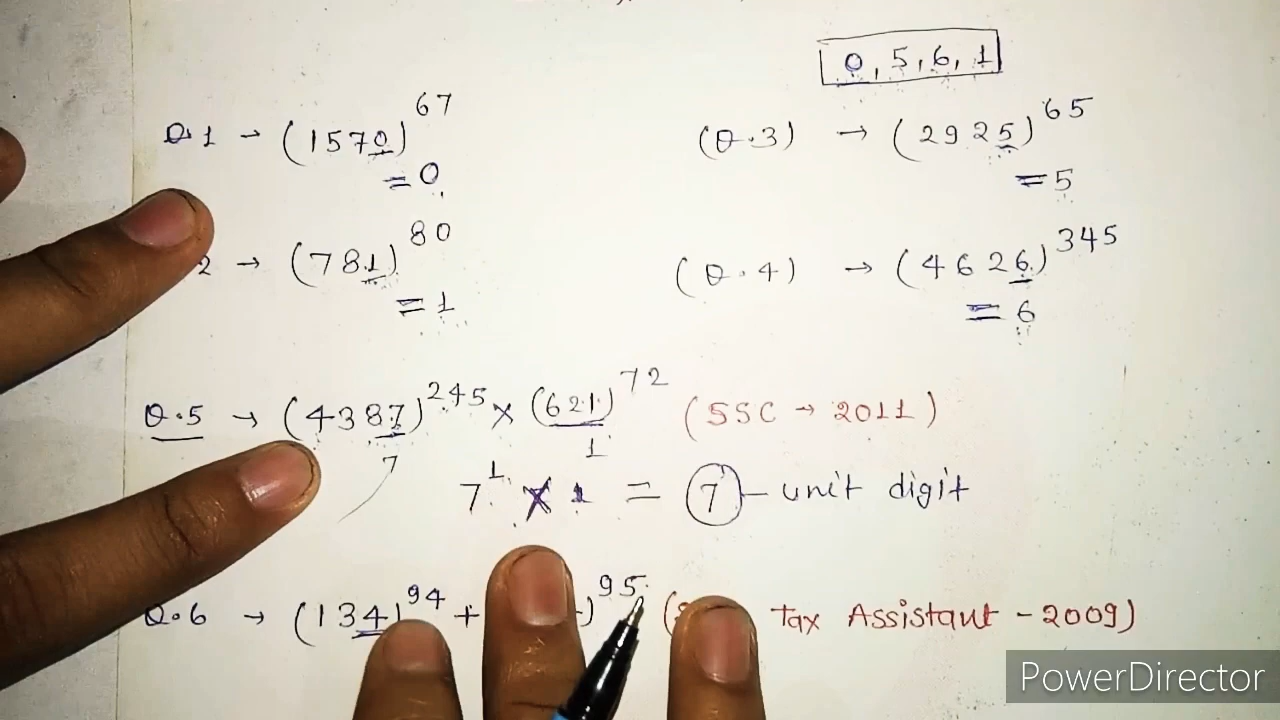 0, 5, 6, 1
Q.1 → (1570)^67
= 0
(Q.3) → (2925)^65
= 5
2 → (781)^80
= 1
(Q.4) → (4626)^345
= 6
Q.5 → (4387)^245 × (621)^72 (SSC → 2011)
7 1
7^1 × 1 = 7 – unit digit
Q.6 → (134)^94 + )^95 ( Tax Assistant - 2009)
PowerDirector